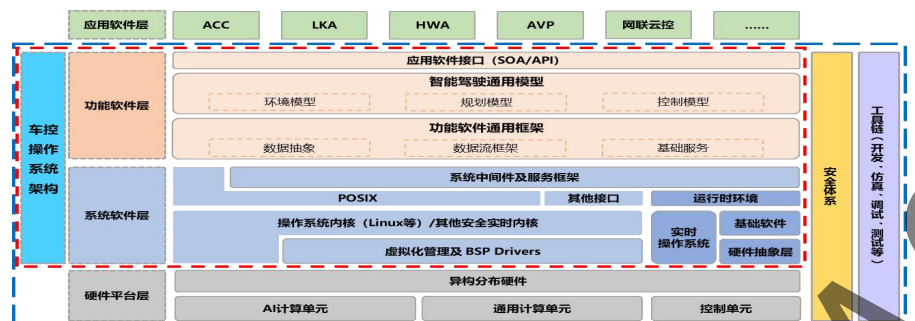 应用软件层
ACC
LKA
HWA
AVP
网联云控
......
车控
操作
系统
架构
功能软件层
应用软件接口（SOA/API）
智能驾驶通用模型
环境模型
规划模型
控制模型
功能软件通用框架
数据抽象
数据流框架
基础服务
系统软件层
系统中间件及服务框架
POSIX
其他接口
运行时环境
操作系统内核（Linux等）/其他安全实时内核
实时
操作系统
基础软件
虚拟化管理及 BSP Drivers
硬件抽象层
硬件平台层
异构分布硬件
AI计算单元
通用计算单元
控制单元
安全体系
工具链（开发、仿真、调试、测试等）